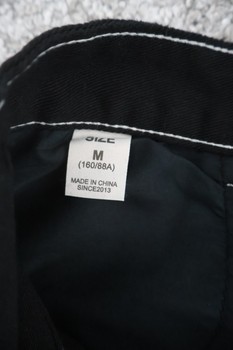 SIZE
M
(160/88A)
MADE IN CHINA
SINCE2013